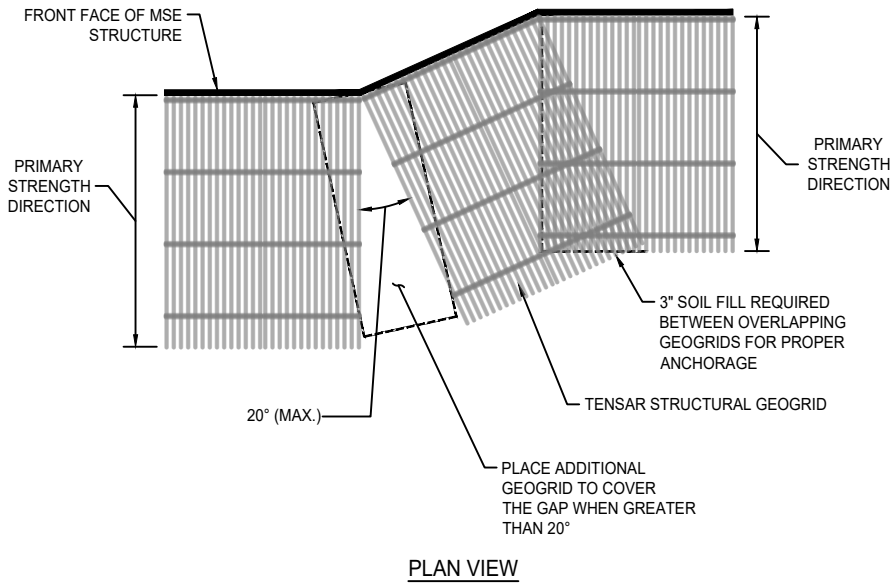 FRONT FACE OF MSE
STRUCTURE
PRIMARY
STRENGTH
DIRECTION
PRIMARY
STRENGTH
DIRECTION
3" SOIL FILL REQUIRED
BETWEEN OVERLAPPING
GEOGRIDS FOR PROPER
ANCHORAGE
TENSAR STRUCTURAL GEOGRID
20° (MAX.)
PLACE ADDITIONAL
GEOGRID TO COVER
THE GAP WHEN GREATER
THAN 20°
PLAN VIEW